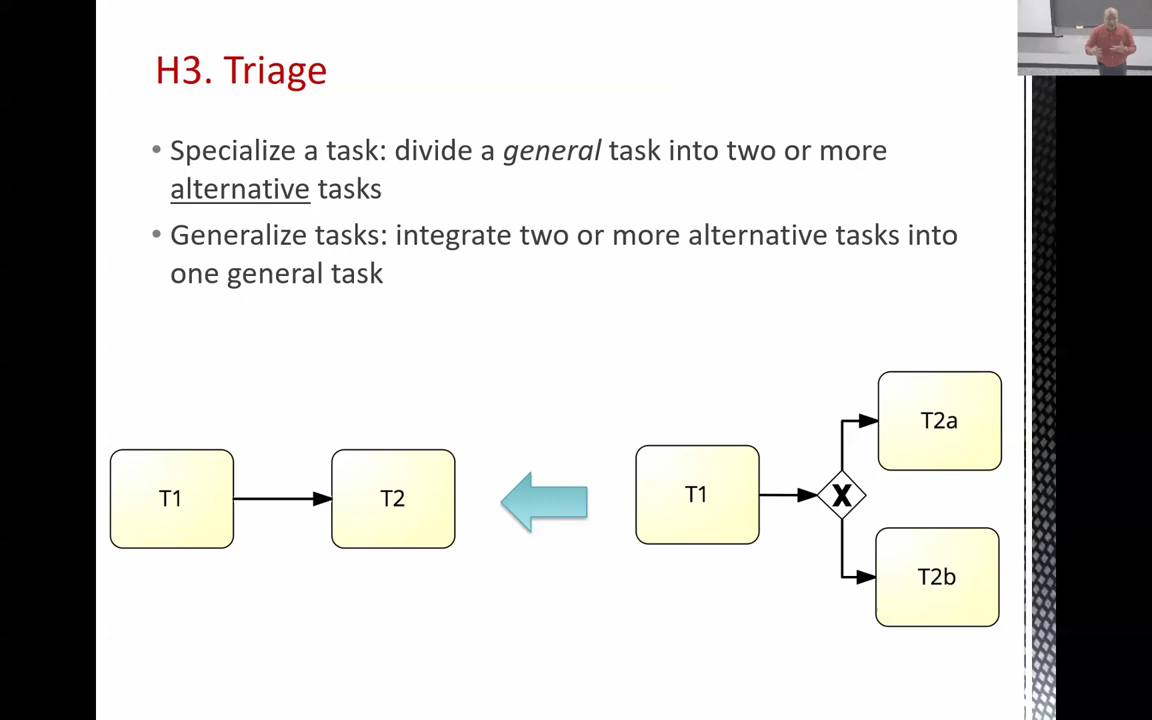 H3. Triage
• Specialize a task: divide a general task into two or more
alternative tasks
• Generalize tasks: integrate two or more alternative tasks into
one general task
T1
T2
T1
X
T2a
T2b